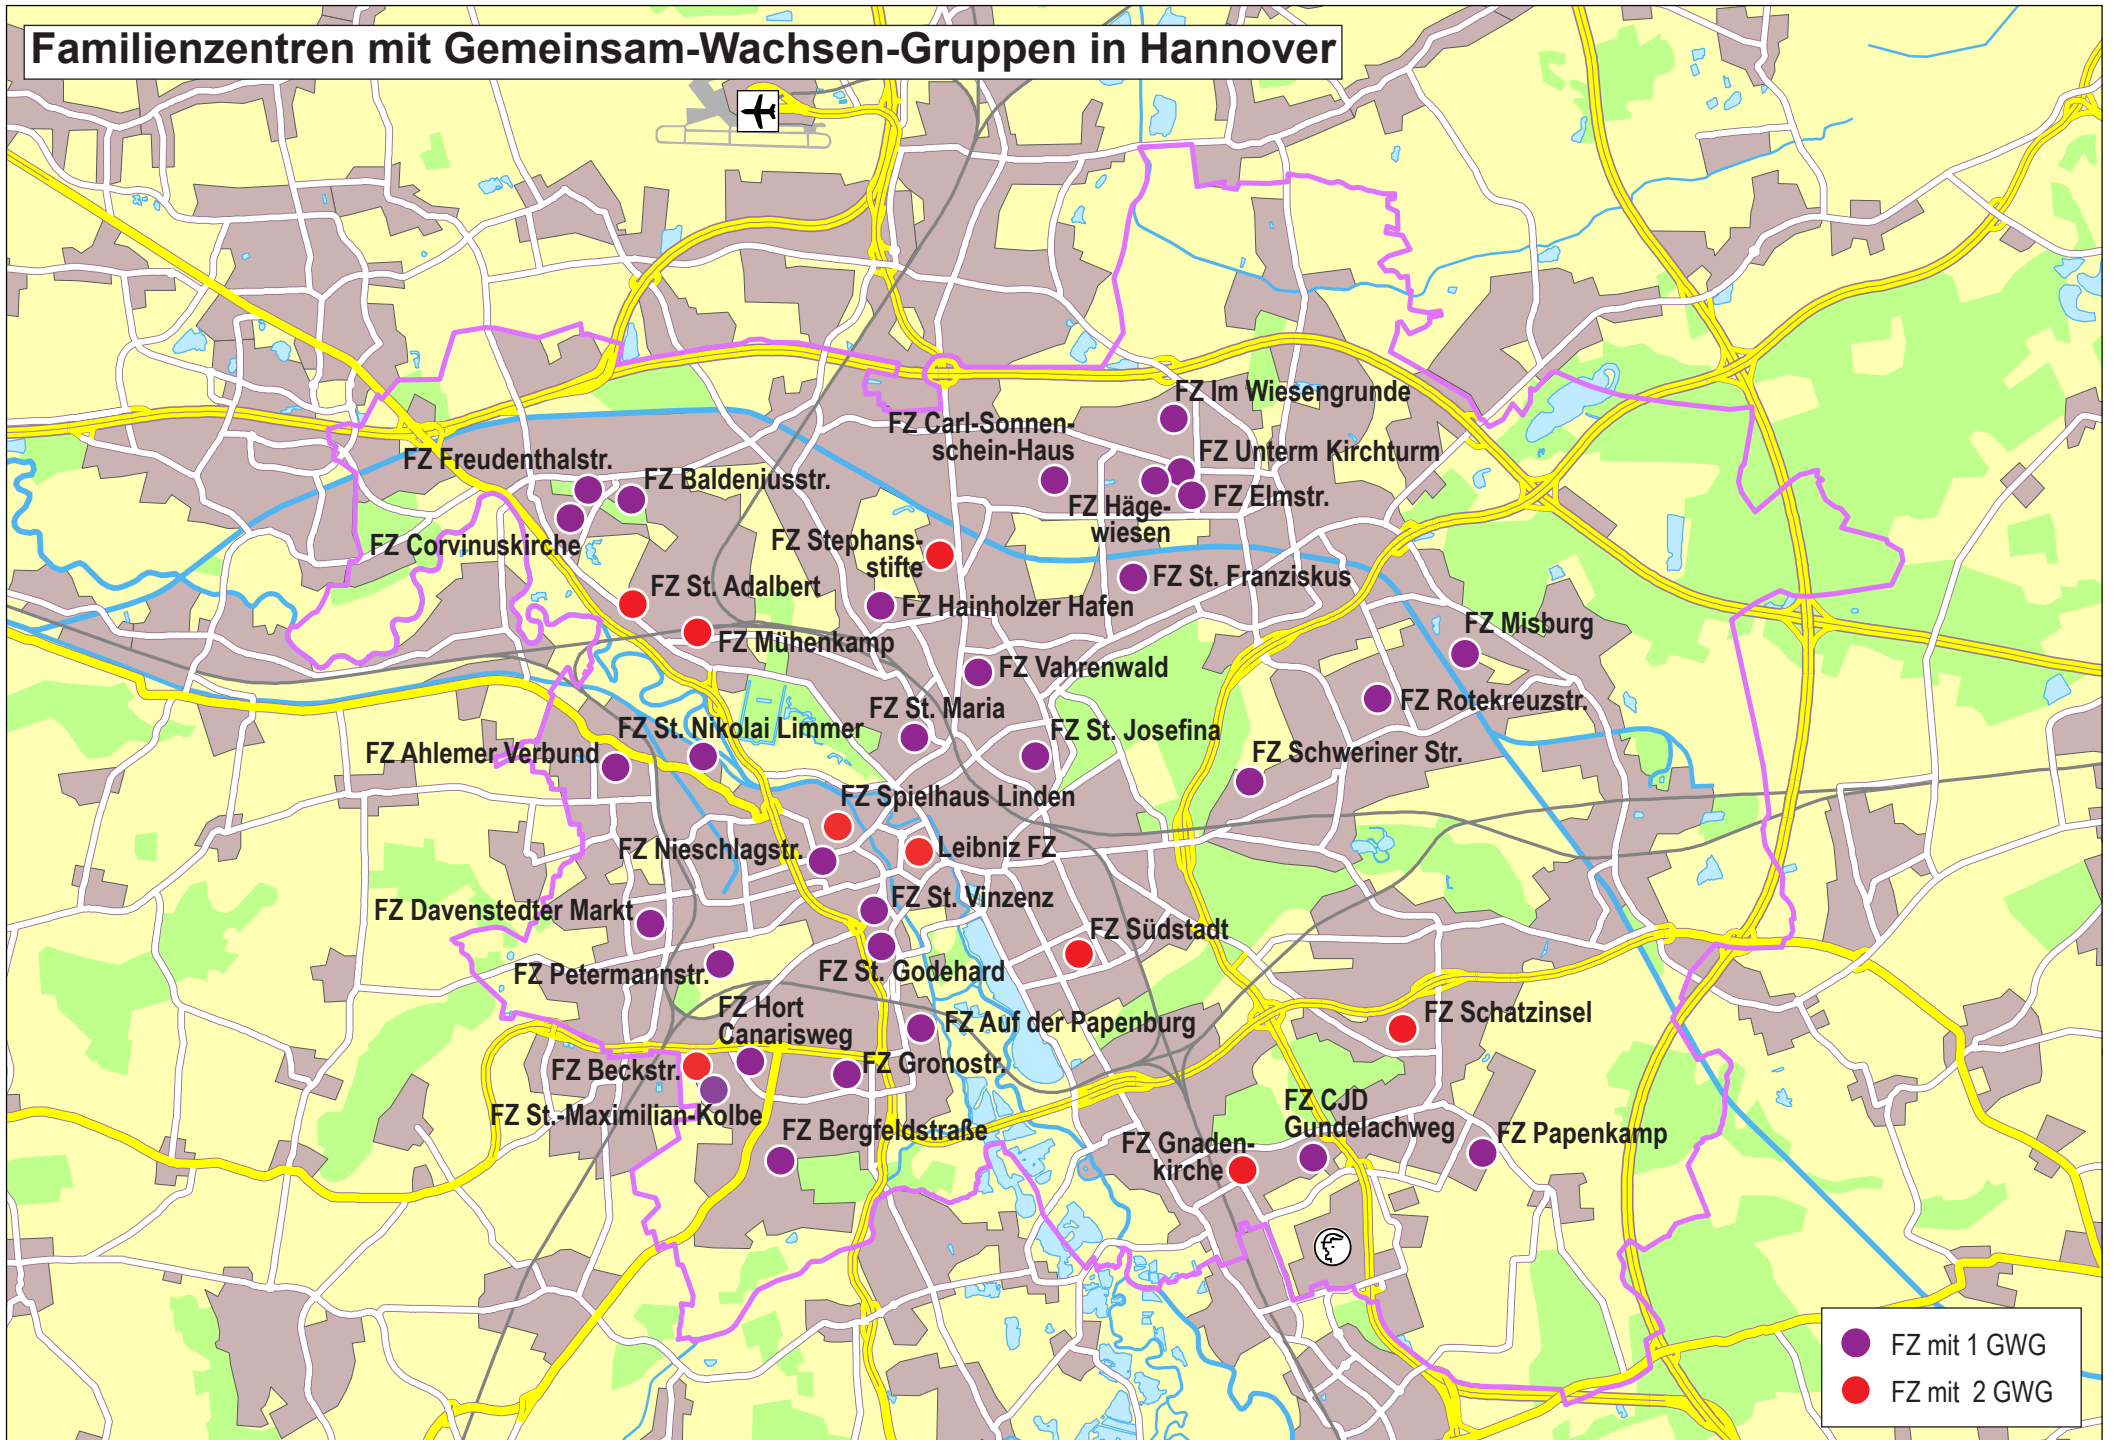 Familienzentren mit Gemeinsam-Wachsen-Gruppen in Hannover
FZ Im Wiesengrunde
FZ Carl-Sonnen-
schein-Haus
FZ Unterm Kirchturm
FZ Freudenthalstr.
FZ Baldeniusstr.
FZ Elmstr.
FZ Häge-
wiesen
FZ Corvinuskirche
FZ Stephans-
stifte
FZ St. Franziskus
FZ St. Adalbert
FZ Hainholzer Hafen
FZ Misburg
FZ Mühenkamp
FZ Vahrenwald
FZ Rotekreuzstr.
FZ St. Maria
FZ St. Nikolai Limmer
FZ St. Josefina
FZ Ahlemer Verbund
FZ Schweriner Str.
FZ Spielhaus Linden
FZ Nieschlagstr.
Leibniz FZ
FZ St. Vinzenz
FZ Davenstedter Markt
FZ Südstadt
FZ Petermannstr.
FZ St. Godehard
FZ Hort
Canarisweg
FZ Auf der Papenburg
FZ Schatzinsel
FZ Beckstr.
FZ Gronostr.
FZ St.-Maximilian-Kolbe
FZ CJD
Gundelachweg
FZ Bergfeldstraße
FZ Gnaden-
kirche
FZ Papenkamp
FZ mit 1 GWG
FZ mit 2 GWG